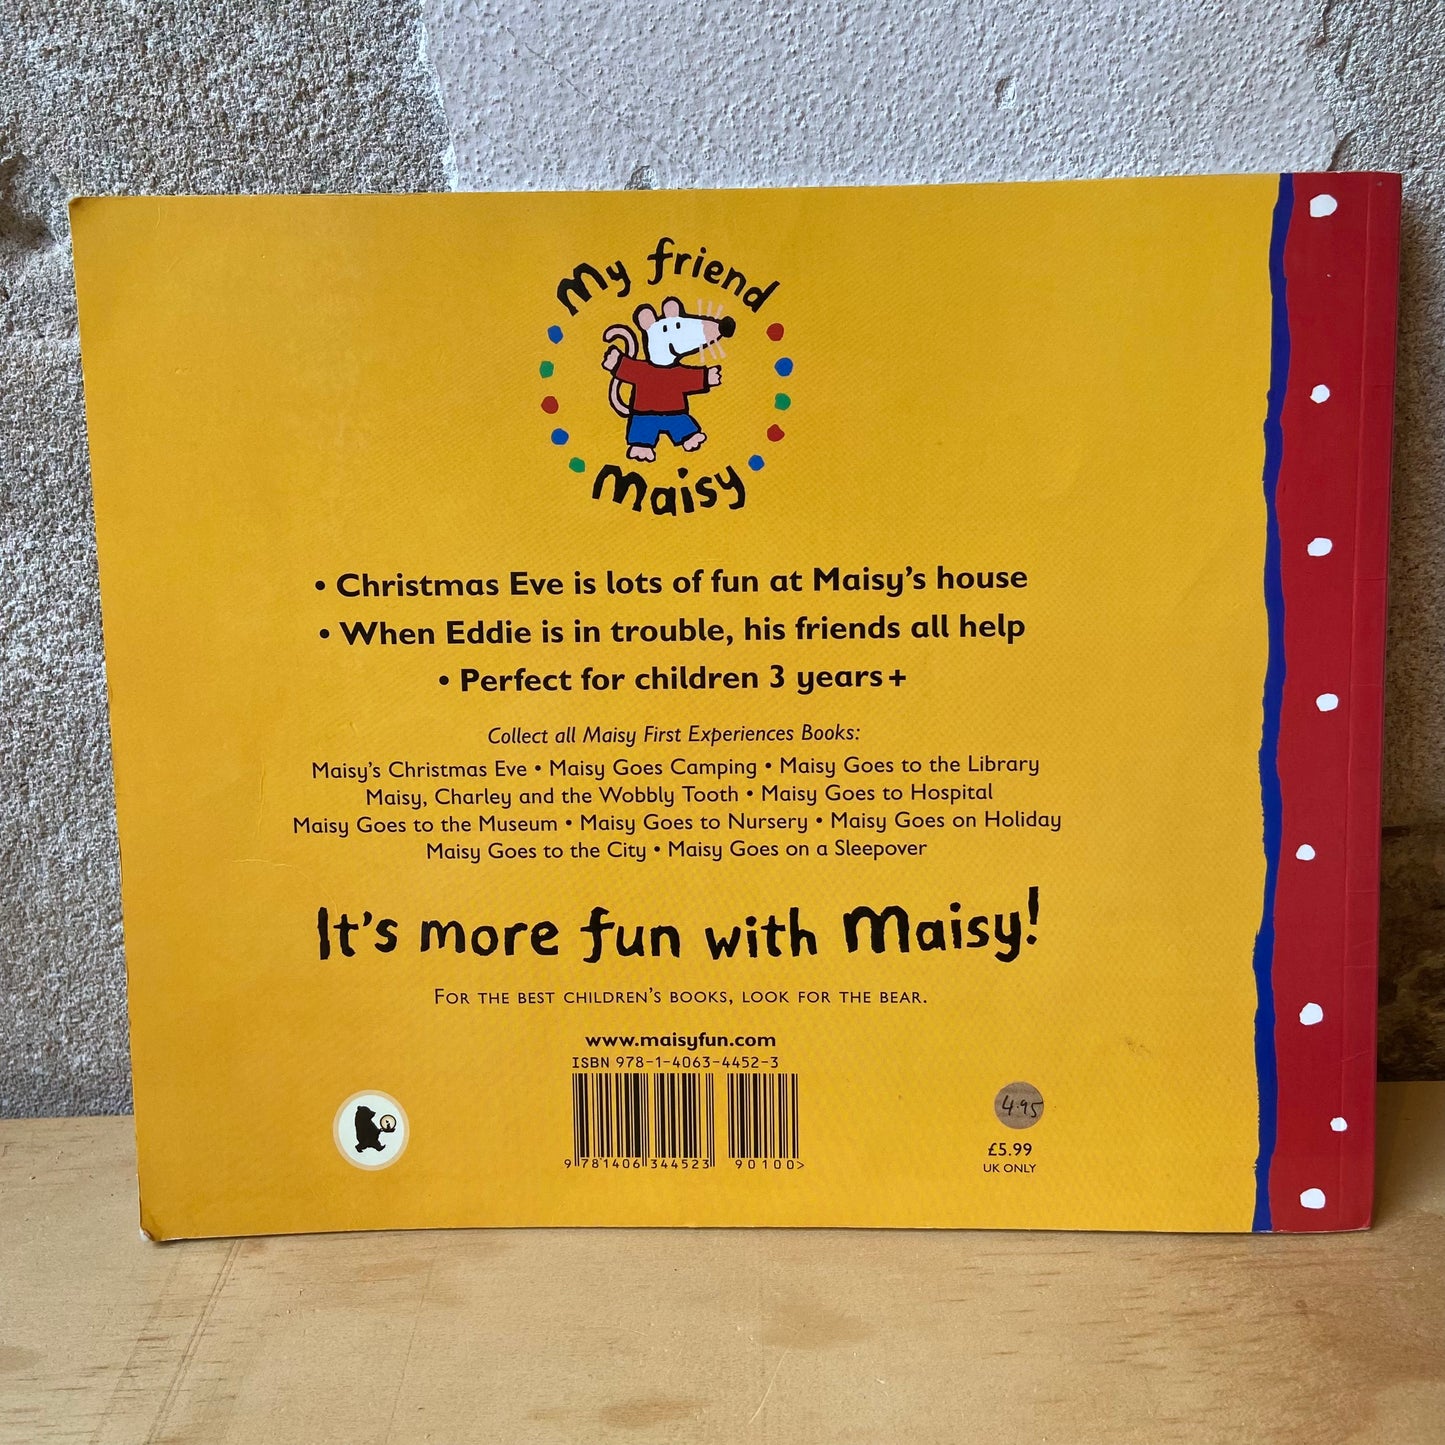 My friend
Maisy
• Christmas Eve is lots of fun at Maisy's house
• When Eddie is in trouble, his friends all help
• Perfect for children 3 years+
Collect all Maisy First Experiences Books:
Maisy's Christmas Eve • Maisy Goes Camping • Maisy Goes to the Library
Maisy, Charley and the Wobbly Tooth • Maisy Goes to Hospital
Maisy Goes to the Museum • Maisy Goes to Nursery • Maisy Goes on Holiday
Maisy Goes to the City • Maisy Goes on a Sleepover
It's more fun with Maisy!
FOR THE BEST CHILDREN'S BOOKS, LOOK FOR THE BEAR.
www.maisyfun.com
ISBN 978-1-4063-4452-3
9 781406 344523 90100>
4.95
£5.99
UK ONLY